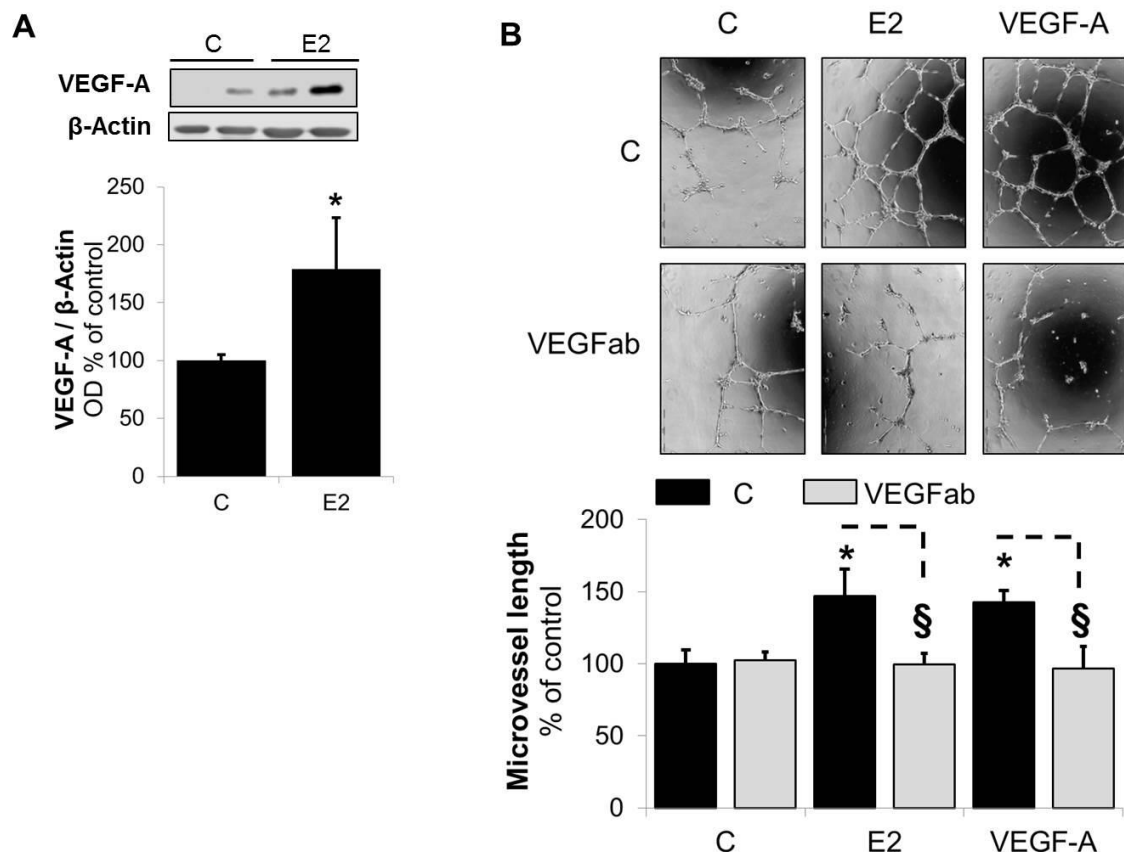 A
C E2
VEGF-A
β-Actin
VEGF-A / β-Actin
OD % of control
250
200
150
100
50
0
*
C E2
B
C E2 VEGF-A
C
VEGFab
C VEGFab
Microvessel length
% of control
200
150
100
50
0
* § * §
C E2 VEGF-A